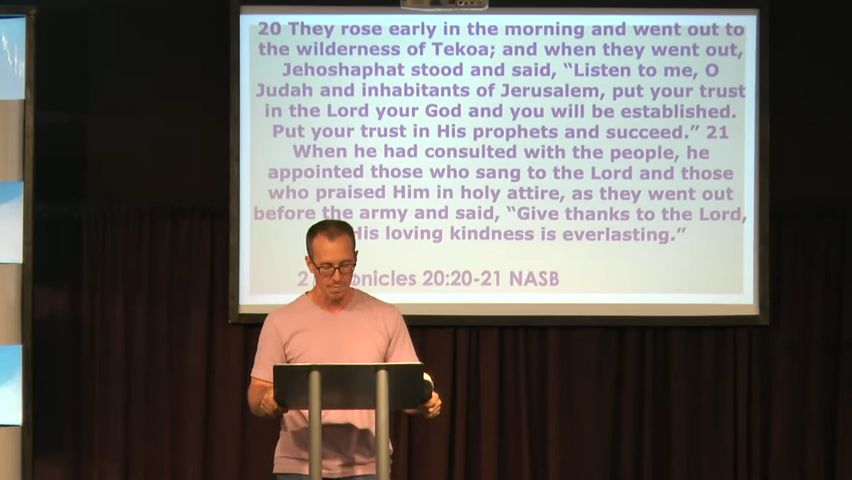 20 They rose early in the morning and went out to
the wilderness of Tekoa; and when they went out,
Jehoshaphat stood and said, “Listen to me, O
Judah and inhabitants of Jerusalem, put your trust
in the Lord your God and you will be established.
Put your trust in His prophets and succeed.” 21
When he had consulted with the people, he
appointed those who sang to the Lord and those
who praised Him in holy attire, as they went out
before the army and said, “Give thanks to the Lord,
His loving kindness is everlasting.”
2 onicles 20:20-21 NASB